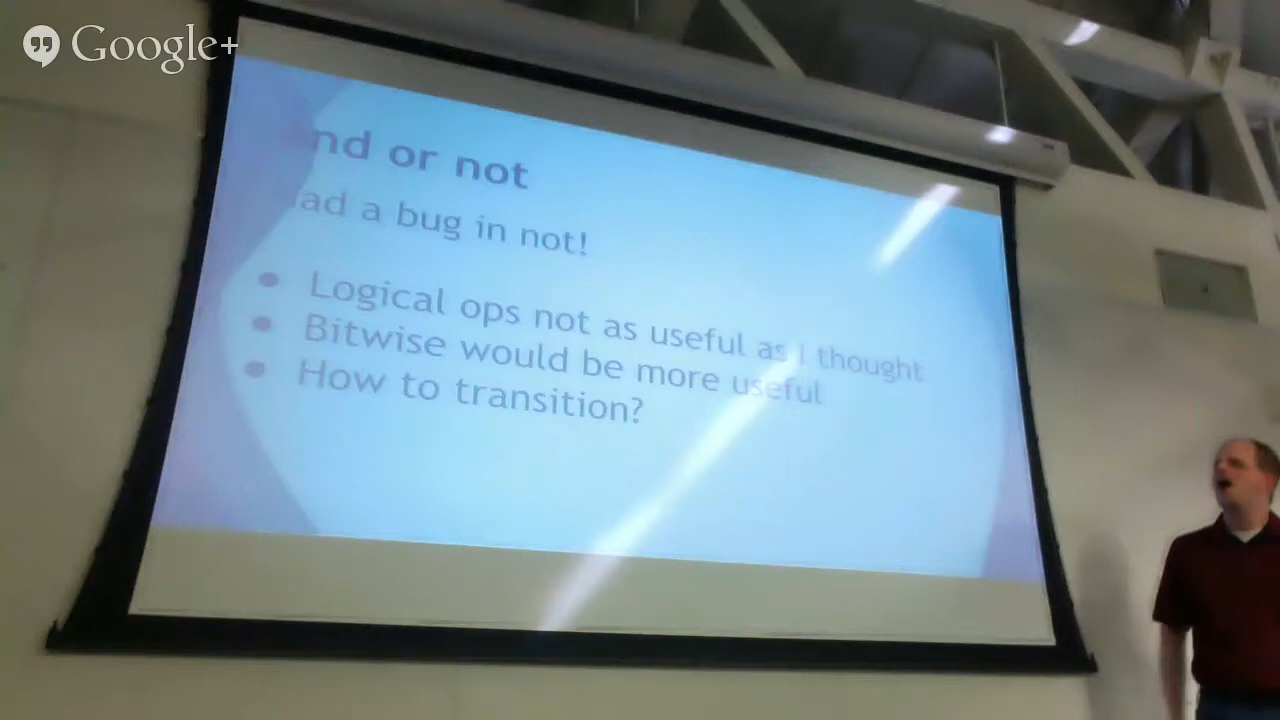 Google+
nd or not
ad a bug in not!
Logical ops not as useful as I thought
Bitwise would be more useful
How to transition?